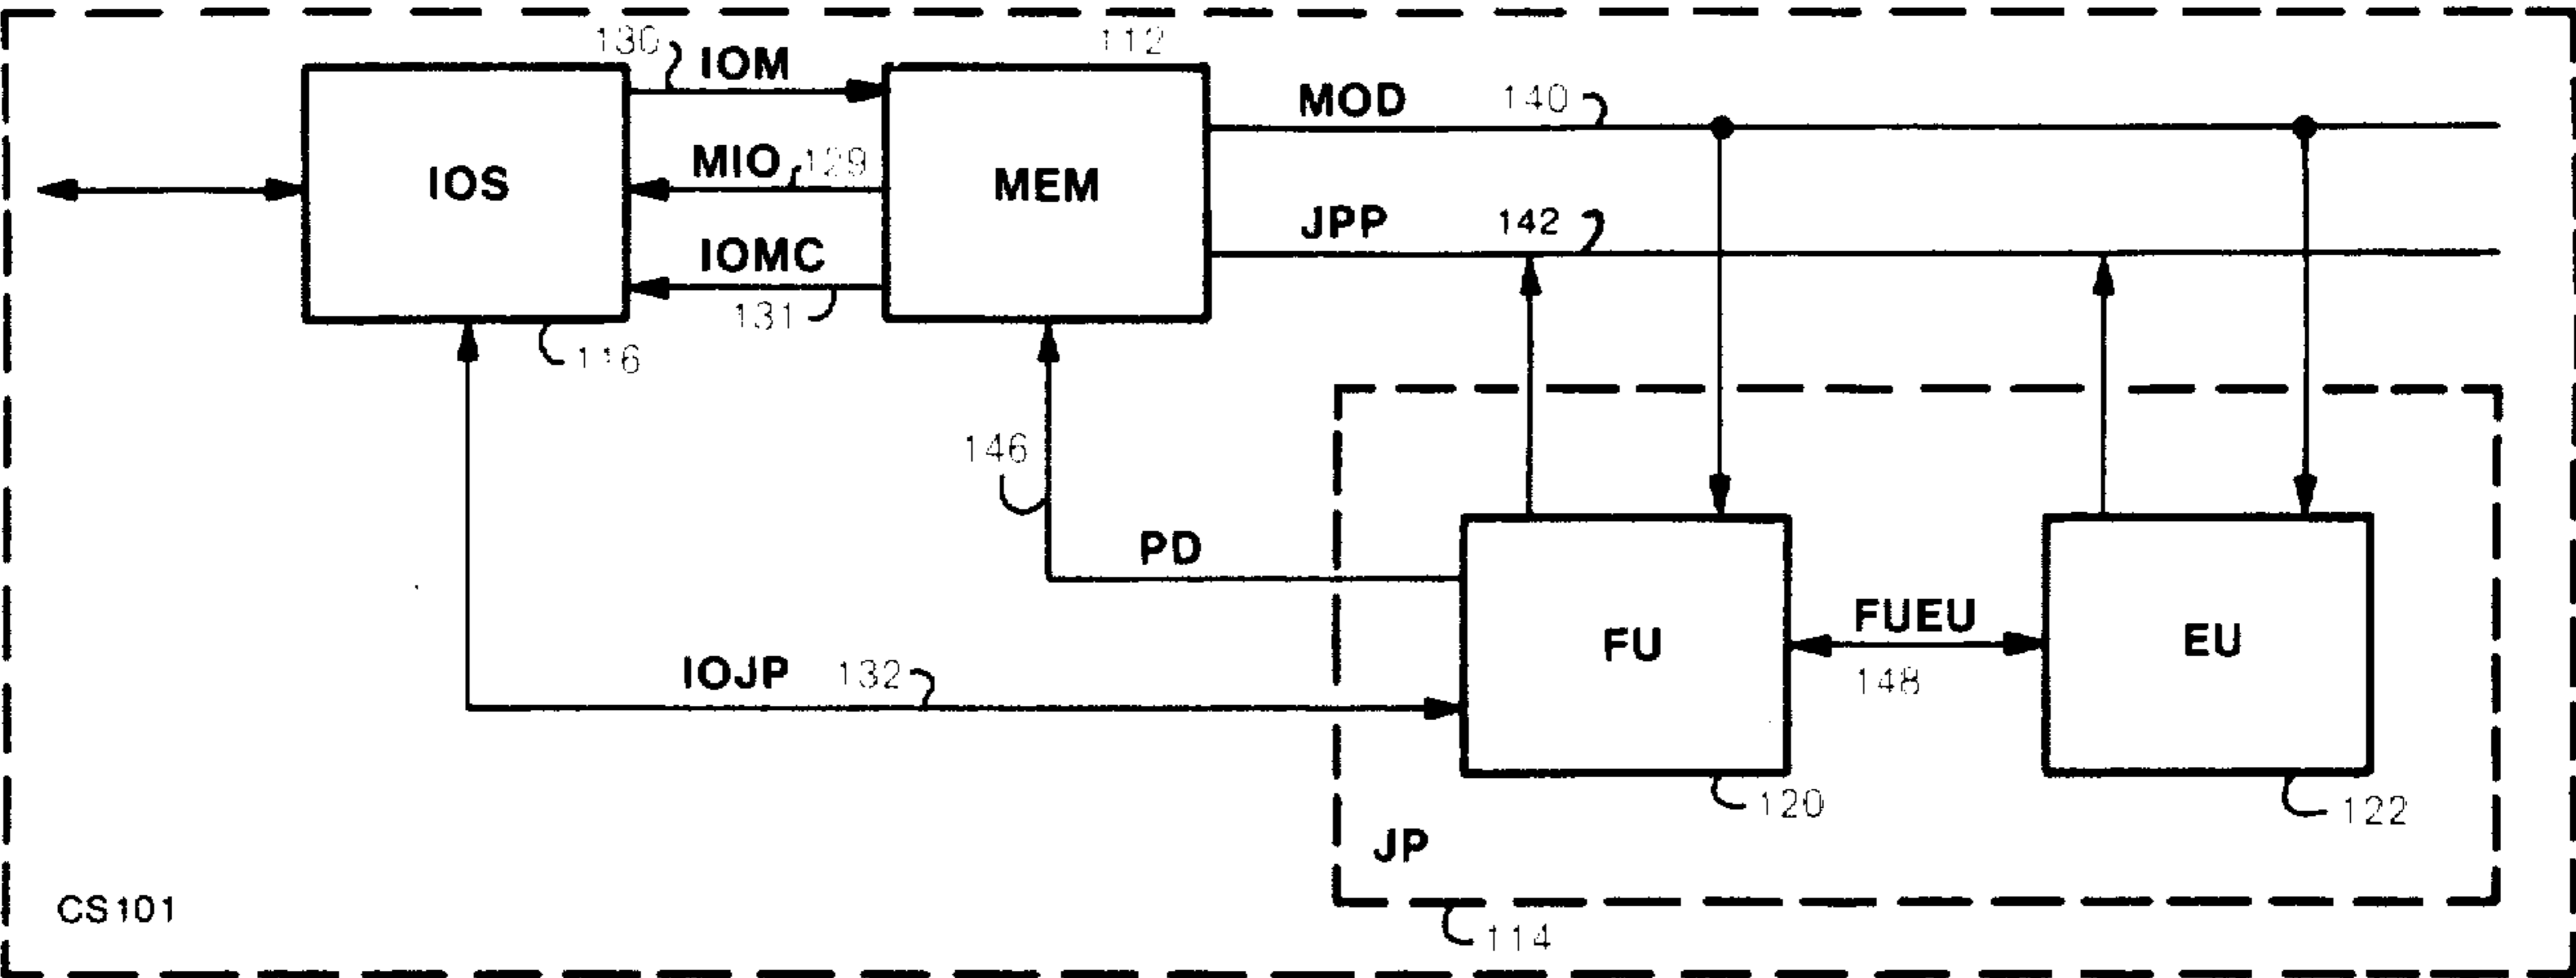 130
IOM
112
MOD
140
MIO
129
IOS
MEM
JPP
142
IOMC
131
116
146
PD
FUEU
FU
EU
IOJP
132
148
120
122
JP
CS101
114